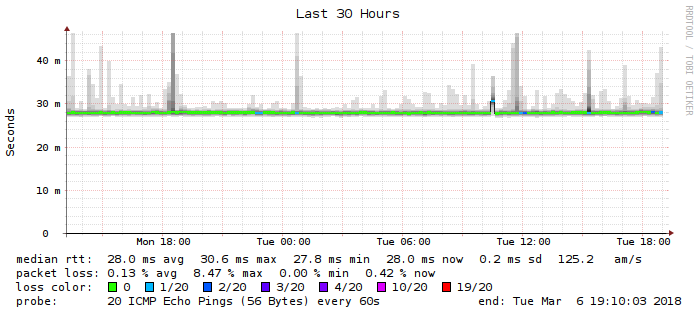 Last 30 Hours
RRDTOOL / TOBI OETIKER
Seconds
40 m
30 m
20 m
10 m
0
Mon 18:00 Tue 00:00 Tue 06:00 Tue 12:00 Tue 18:00
median rtt: 28.0 ms avg 30.6 ms max 27.8 ms min 28.0 ms now 0.2 ms sd 125.2 am/s
packet loss: 0.13 % avg 8.47 % max 0.00 % min 0.42 % now
loss color: 0 1/20 2/20 3/20 4/20 10/20 19/20
probe: 20 ICMP Echo Pings (56 Bytes) every 60s end: Tue Mar 6 19:10:03 2018